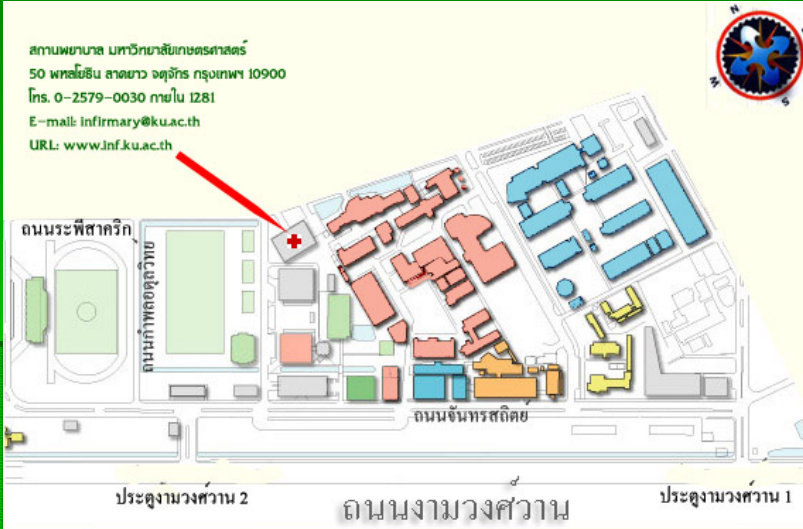 สถานพยาบาล มหาวิทยาลัยเกษตรศาสตร์
50 พหลโยธิน ลาดยาว จตุจักร กรุงเทพฯ 10900
โทร. 0-2579-0030 ภายใน 1281
E-mail: infirmary@ku.ac.th
URL: www.inf.ku.ac.th
N
W
S
ถนนระพีสาคริก
ถนนกำพลอดุลวิทย์
ถนนจันทรสถิตย์
ประตูงามวงศ์วาน 2
ถนนงามวงศ์วาน
ประตูงามวงศ์วาน 1